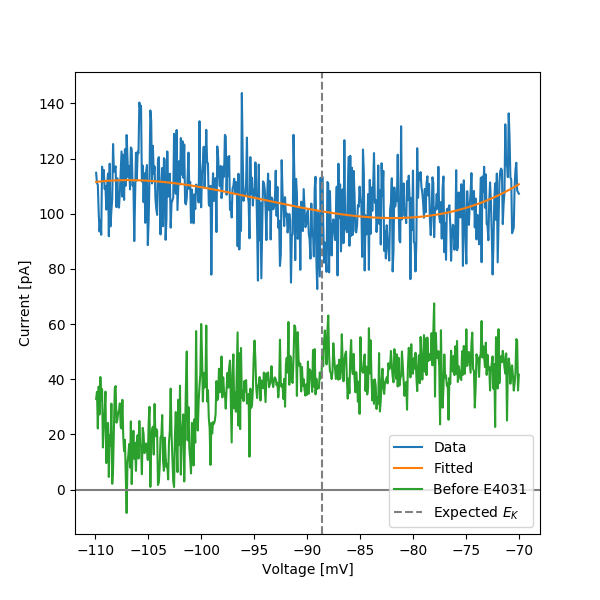 140
120
100
80
60
40
20
0
Current [pA]
Data
Fitted
Before E4031
Expected E_K
−110
−105
−100
−95
−90
−85
−80
−75
−70
Voltage [mV]